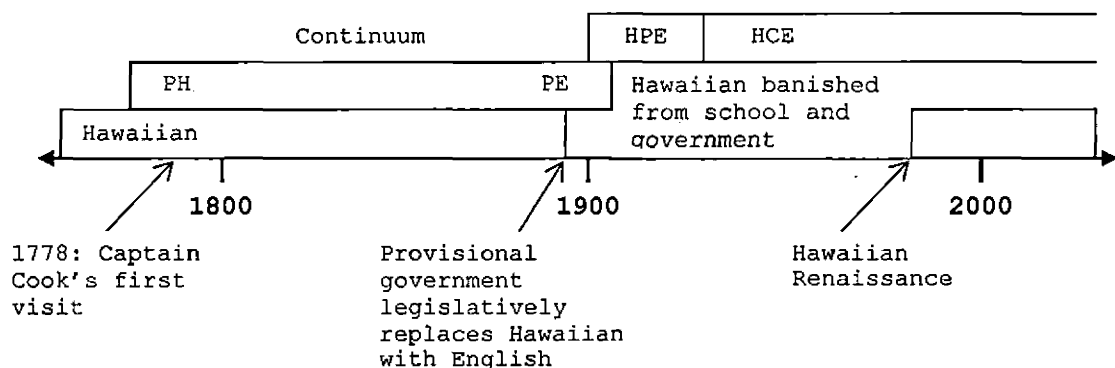 Continuum
HPE
HCE
PH
PE
Hawaiian banished
from school and
government
Hawaiian
1800
1900
2000
1778: Captain
Cook's first
visit
Provisional
government
legislatively
replaces Hawaiian
with English
Hawaiian
Renaissance